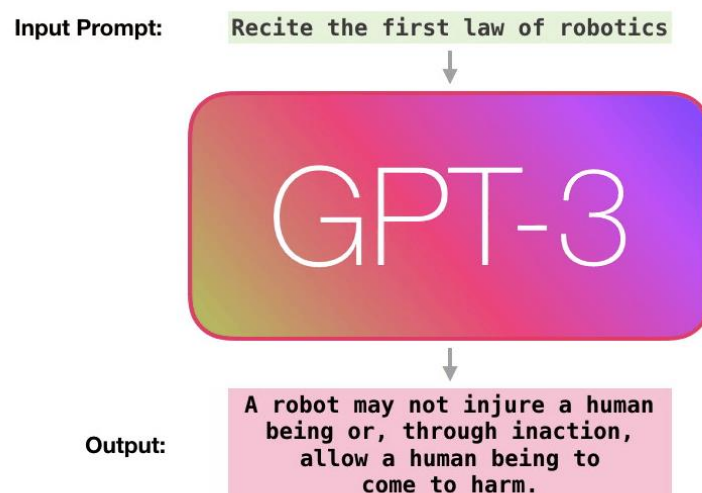 Input Prompt: Recite the first law of robotics
GPT-3
Output:
A robot may not injure a human
being or, through inaction,
allow a human being to
come to harm.